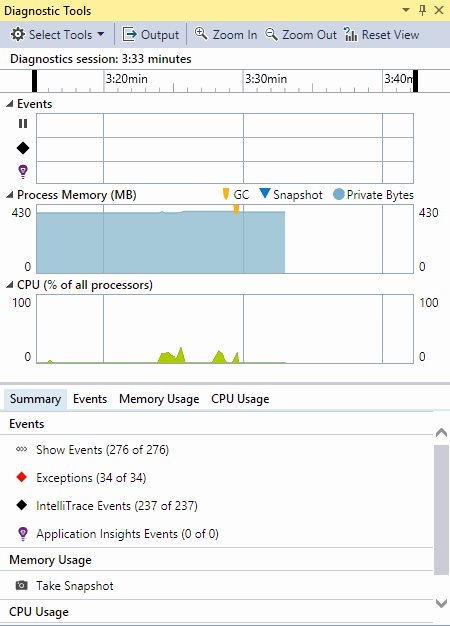 Diagnostic Tools
Select Tools Output Zoom In Zoom Out Reset View
Diagnostics session: 3:33 minutes
3:20min 3:30min 3:40m
Events
Process Memory (MB) GC Snapshot Private Bytes
430 430
0 0
CPU (% of all processors)
100 100
0 0
Summary Events Memory Usage CPU Usage
Events
Show Events (276 of 276)
Exceptions (34 of 34)
IntelliTrace Events (237 of 237)
Application Insights Events (0 of 0)
Memory Usage
Take Snapshot
CPU Usage